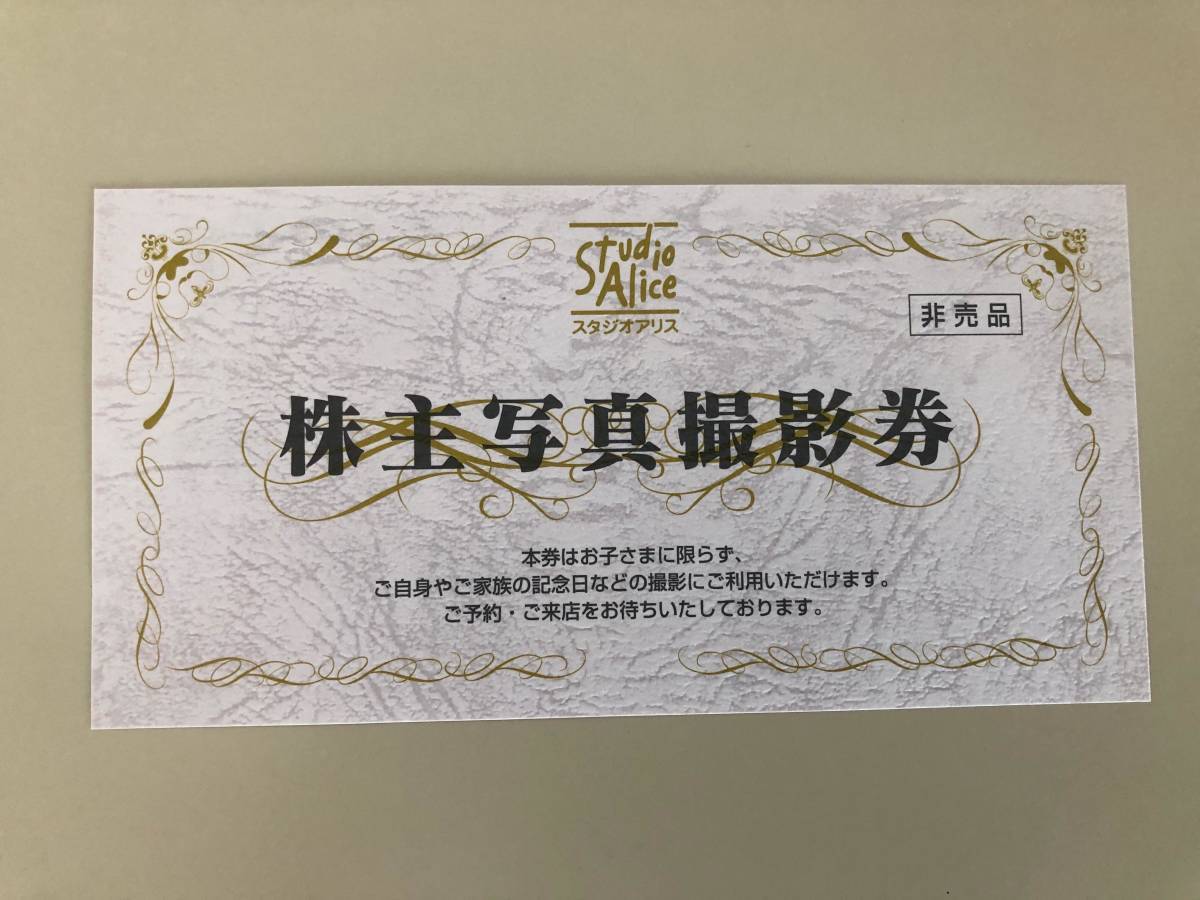 Studio
Alice
スタジオアリス
非売品
株主写真撮影券
本券はお子さまに限らず、
ご自身やご家族の記念日などの撮影にご利用いただけます。
ご予約・ご来店をお待ちいたしております。